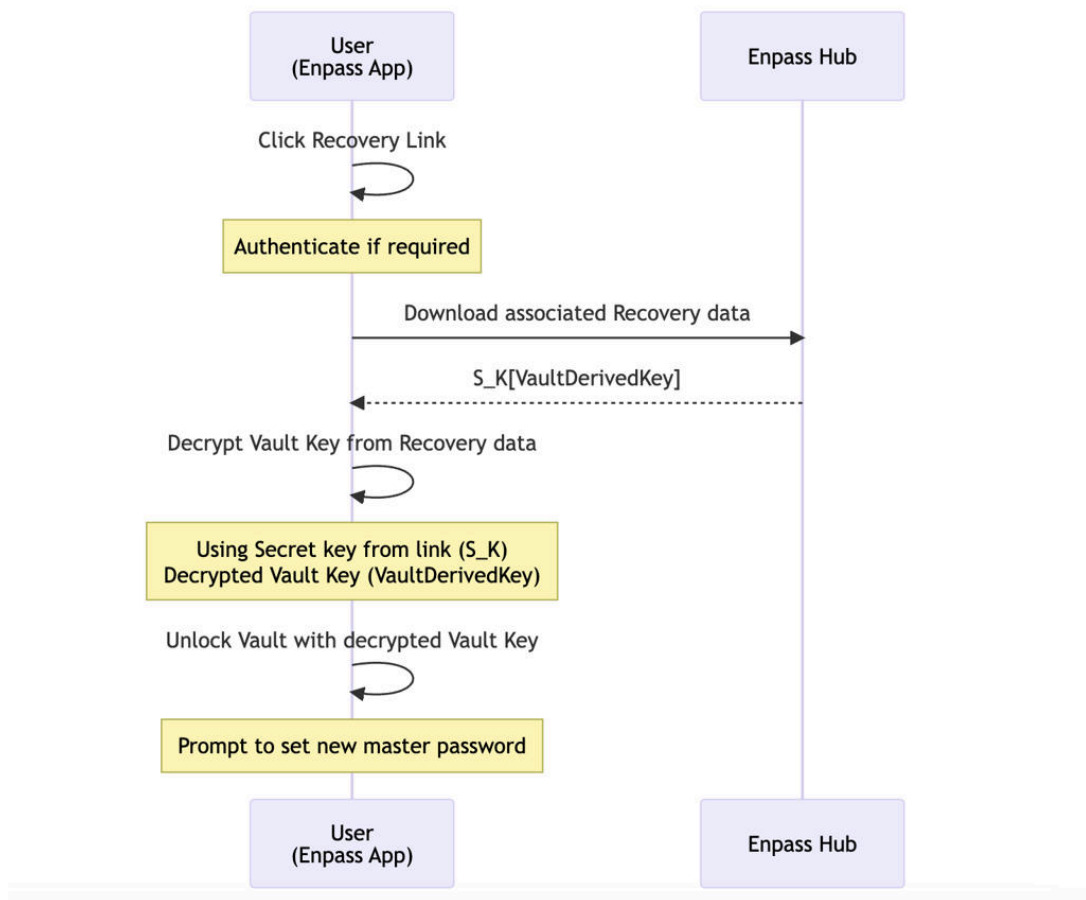 User
(Enpass App)
Enpass Hub
Click Recovery Link
Authenticate if required
Download associated Recovery data
S_K[VaultDerivedKey]
Decrypt Vault Key from Recovery data
Using Secret key from link (S_K)
Decrypted Vault Key (VaultDerivedKey)
Unlock Vault with decrypted Vault Key
Prompt to set new master password
User
(Enpass App)
Enpass Hub